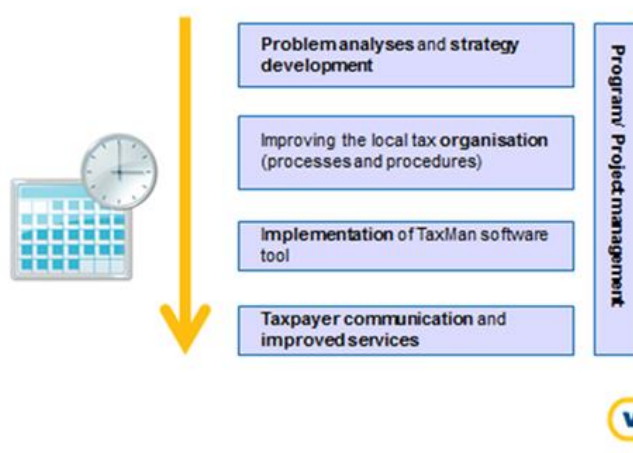 Problem analyses and strategy
development
Improving the local tax organisation
(processes and procedures)
Implementation of TaxMan software
tool
Taxpayer communication and
improved services
Program/ Project management